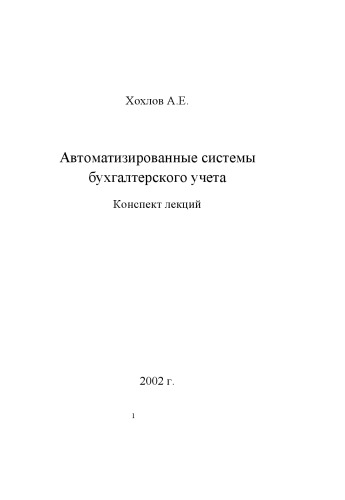 Хохлов А.Е.
Автоматизированные системы
бухгалтерского учета
Конспект лекций
2002 г.
1